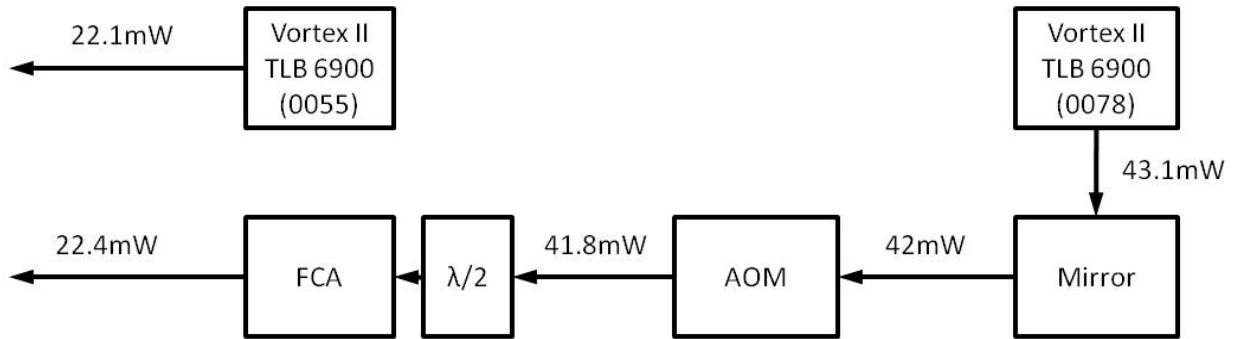 22.1mW
Vortex II
TLB 6900
(0055)
Vortex II
TLB 6900
(0078)
43.1mW
22.4mW
FCA
λ/2
41.8mW
AOM
42mW
Mirror